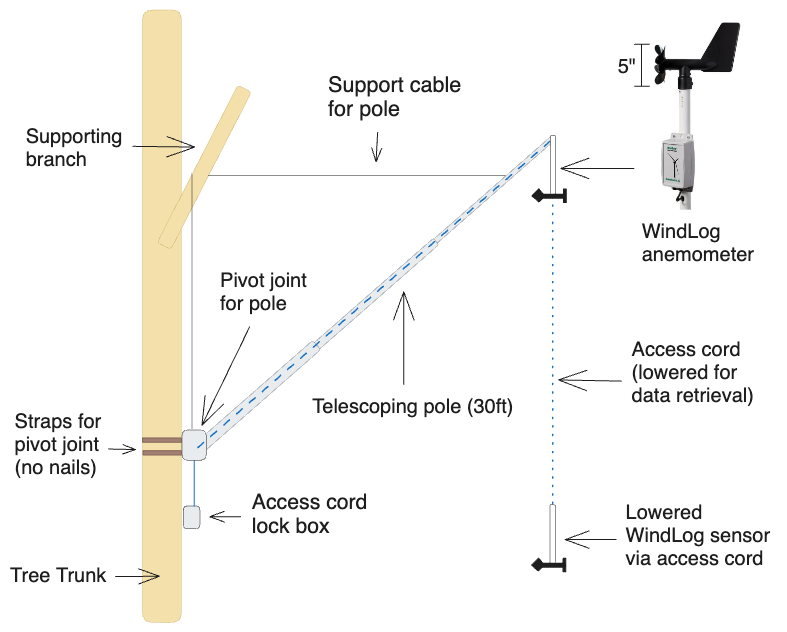 5"
Support cable
for pole
Supporting
branch
WindLog
anemometer
Pivot joint
for pole
Access cord
(lowered for
data retrieval)
Telescoping pole (30ft)
Straps for
pivot joint
(no nails)
Access cord
lock box
Lowered
WindLog sensor
via access cord
Tree Trunk